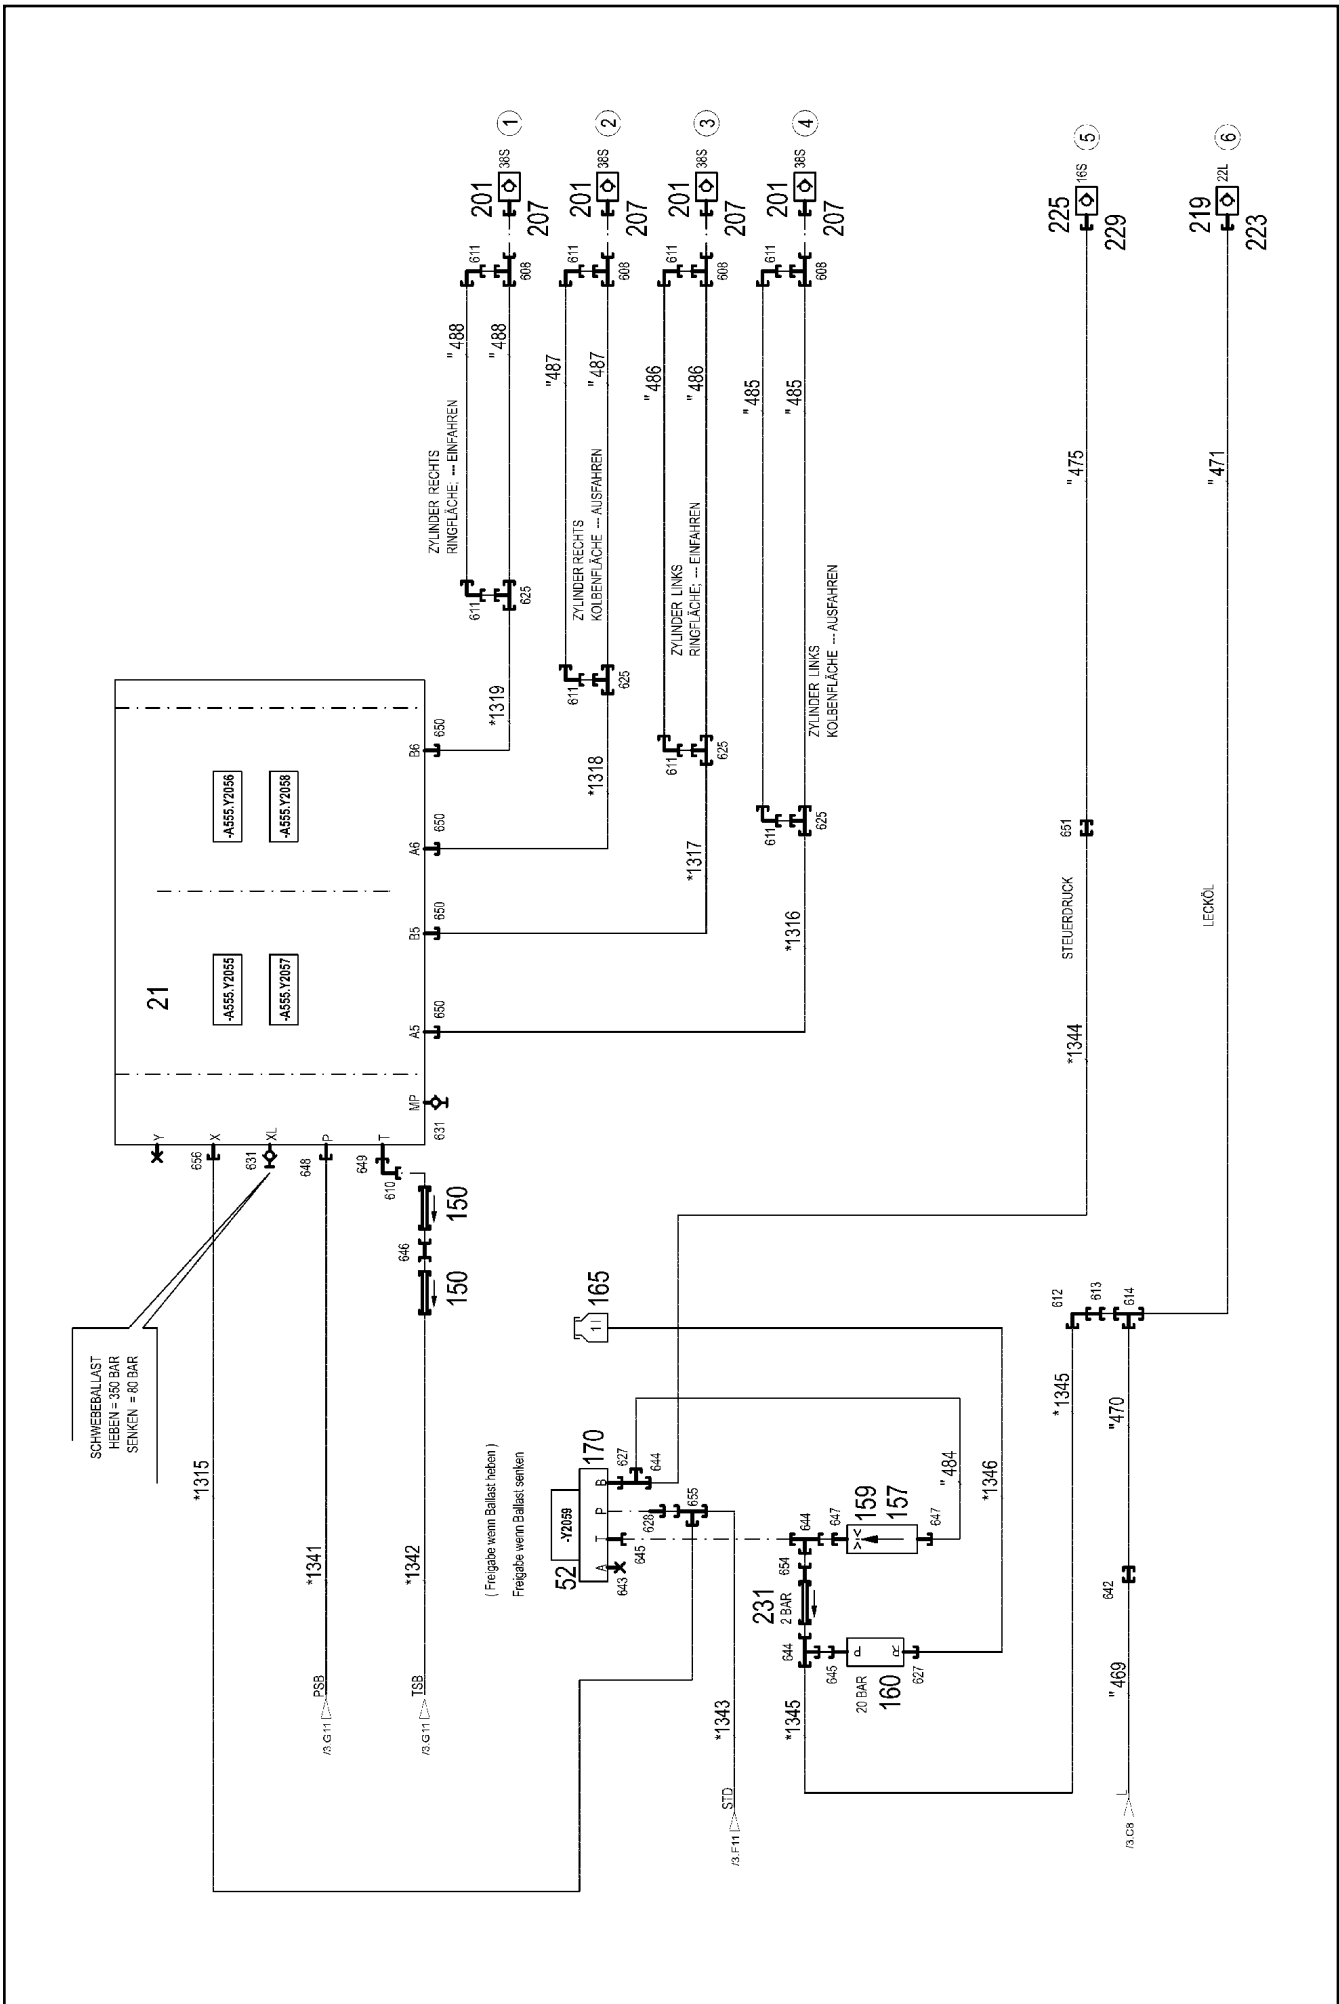 SCHWEBEBALLAST
HEBEN = 350 BAR
SENKEN = 80 BAR
21
-A555.Y2055
-A555.Y2057
-A555.Y2056
-A555.Y2058
Y
X
XL
P
T
MP
A5
B5
A6
B6
656
631
648
649
610
631
650
650
650
650
150
646
150
*1315
*1341
*1342
PSB
/3.G11
TSB
/3.G11
*1319
*1318
*1317
*1316
611
625
611
625
611
625
611
625
ZYLINDER RECHTS
RINGFLÄCHE; --- EINFAHREN
ZYLINDER RECHTS
KOLBENFLÄCHE --- AUSFAHREN
ZYLINDER LINKS
RINGFLÄCHE; --- EINFAHREN
ZYLINDER LINKS
KOLBENFLÄCHE --- AUSFAHREN
"488
"488
"487
"487
"486
"486
"485
"485
611
608
611
608
611
608
611
608
201
207
38S
1
201
207
38S
2
201
207
38S
3
201
207
38S
4
225
229
16S
5
219
223
22L
6
"475
651
STEUERDRUCK
*1344
"471
LECKÖL
( Freigabe wenn Ballast heben )
Freigabe wenn Ballast senken
52
-Y2059
170
A
T
P
B
643
645
628
655
627
644
165
1 l
*1343
STD
/3.F11
231
2 BAR
644
654
644
647
>|<
159
157
647
"484
645
20 BAR
160
P
R
627
*1346
*1345
*1345
612
613
614
"470
642
"469
L
/3.C8